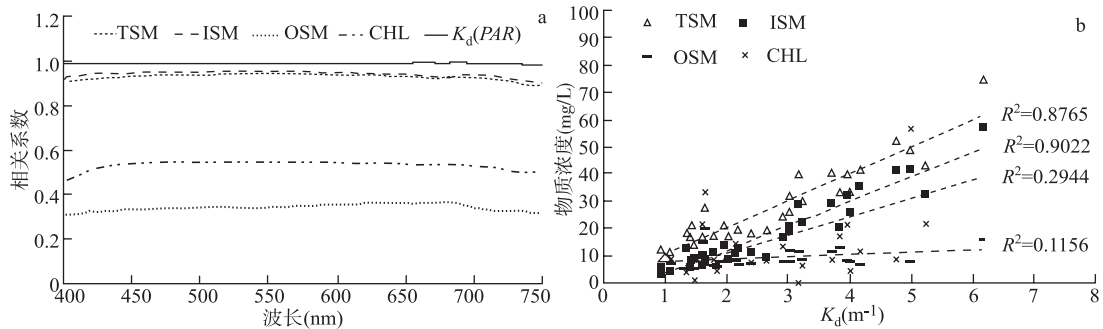 a
TSM ISM OSM CHL Kd(PAR)
1.2
1.0
0.8
0.6
0.4
0.2
0
相关系数
400 450 500 550 600 650 700 750
波长(nm)
b
TSM ISM
OSM CHL
100
90
80
70
60
50
40
30
20
10
0
物质浓度(mg/L)
R²=0.8765
R²=0.9022
R²=0.2944
R²=0.1156
0 1 2 3 4 5 6 7
Kd(m⁻¹)